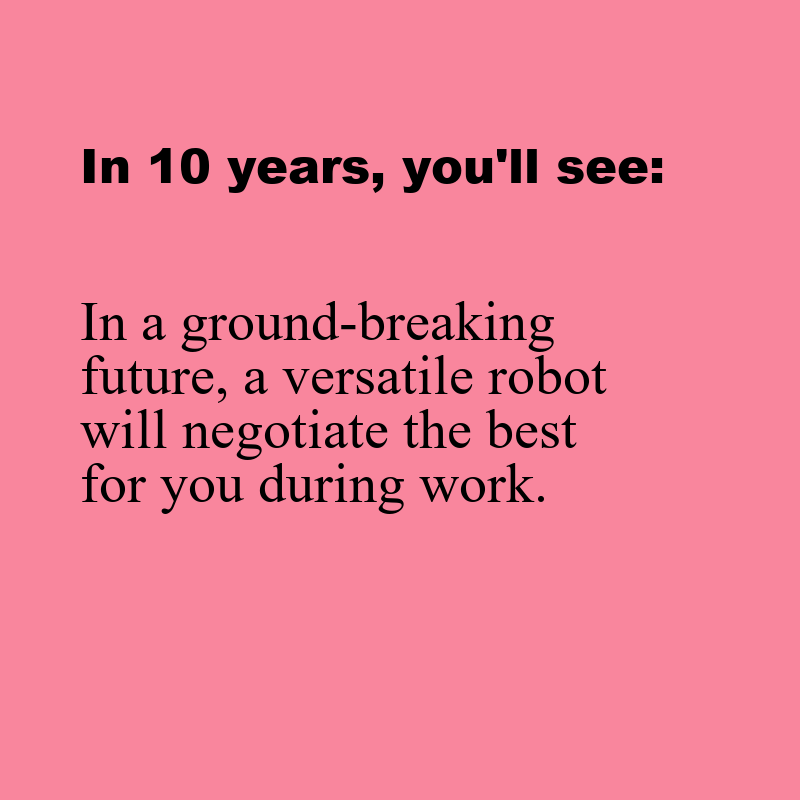 In 10 years, you'll see:
In a ground-breaking
future, a versatile robot
will negotiate the best
for you during work.